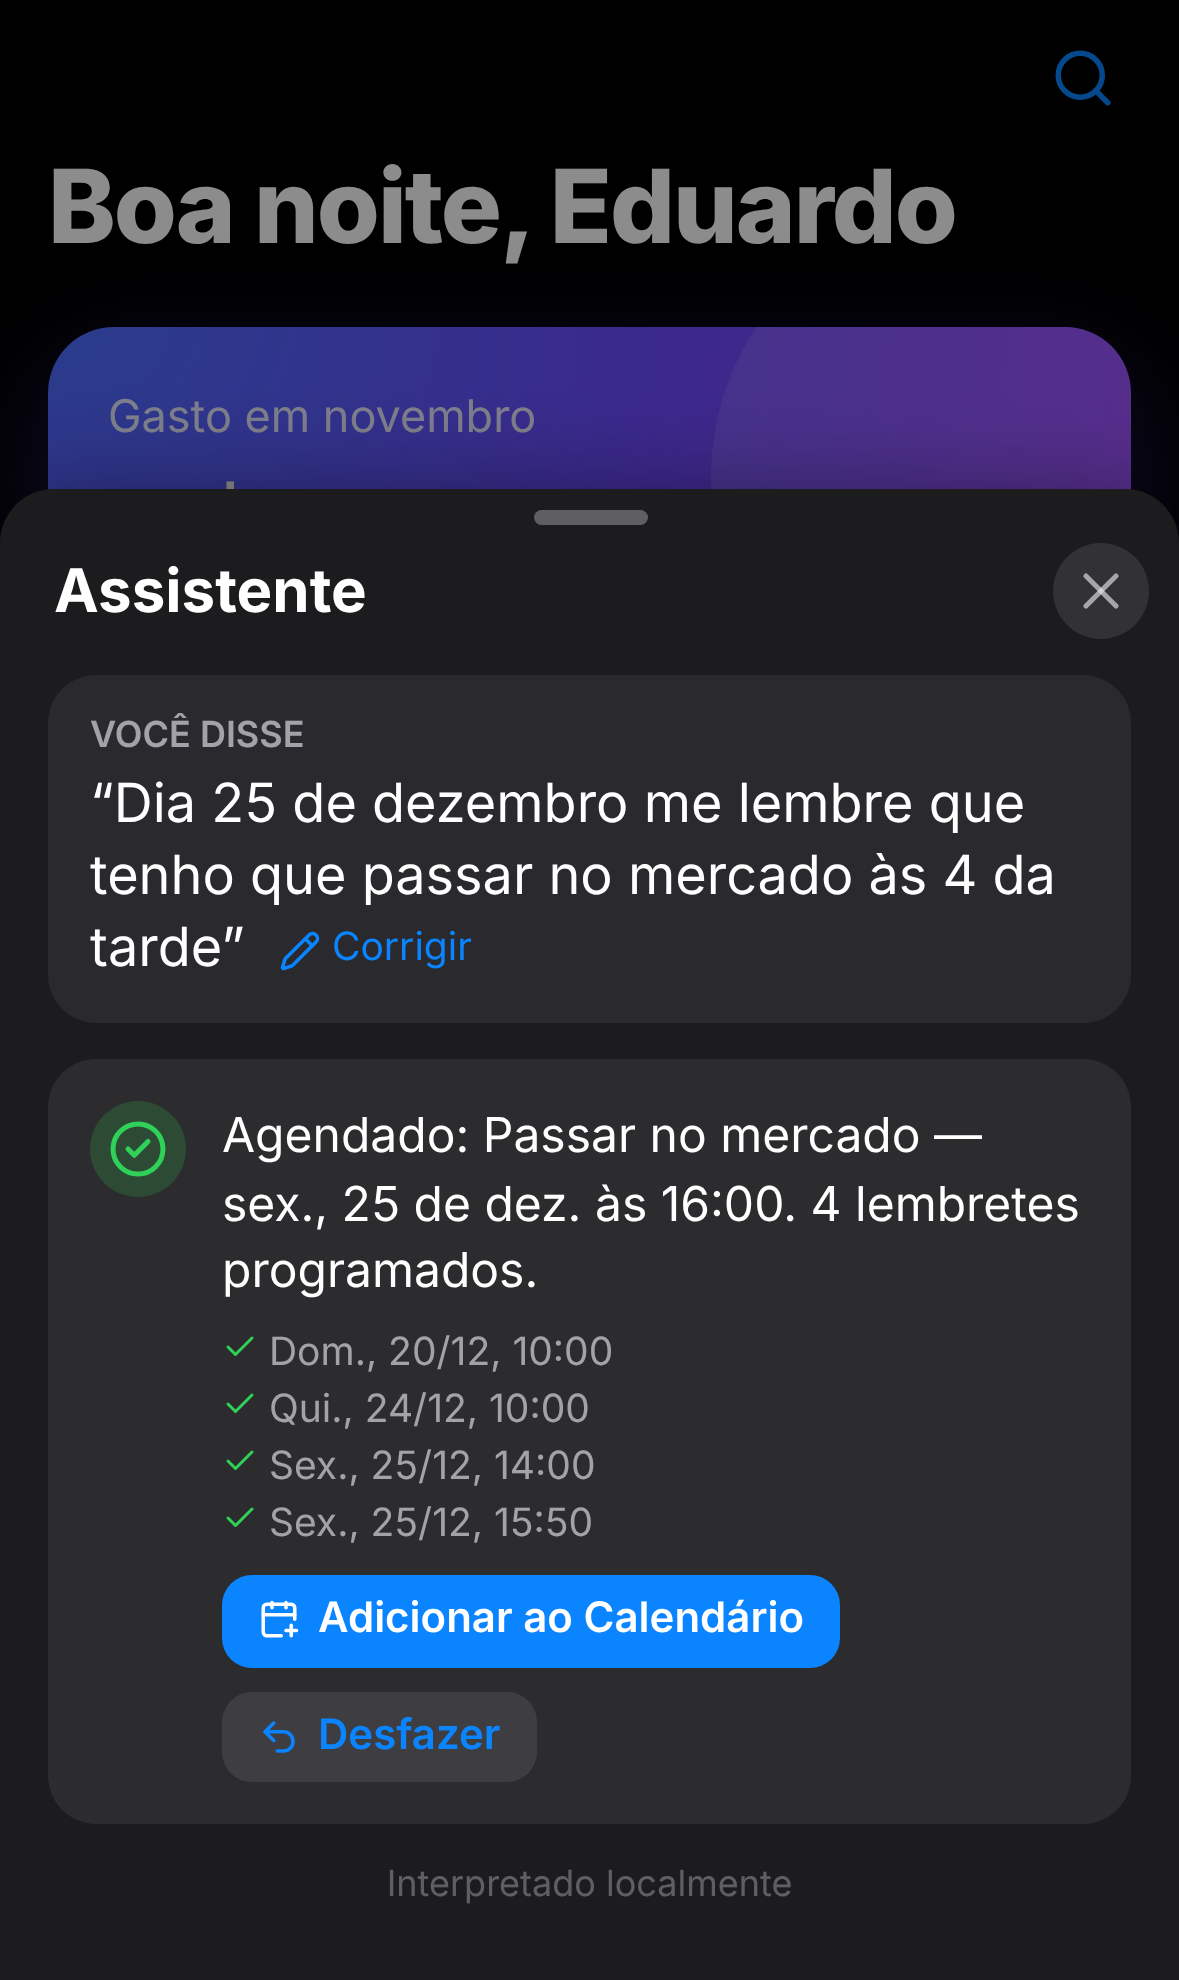 Boa noite, Eduardo
Gasto em novembro
Assistente
VOCÊ DISSE
“Dia 25 de dezembro me lembre que
tenho que passar no mercado às 4 da
tarde” Corrigir
Agendado: Passar no mercado —
sex., 25 de dez. às 16:00. 4 lembretes
programados.
Dom., 20/12, 10:00
Qui., 24/12, 10:00
Sex., 25/12, 14:00
Sex., 25/12, 15:50
Adicionar ao Calendário
Desfazer
Interpretado localmente